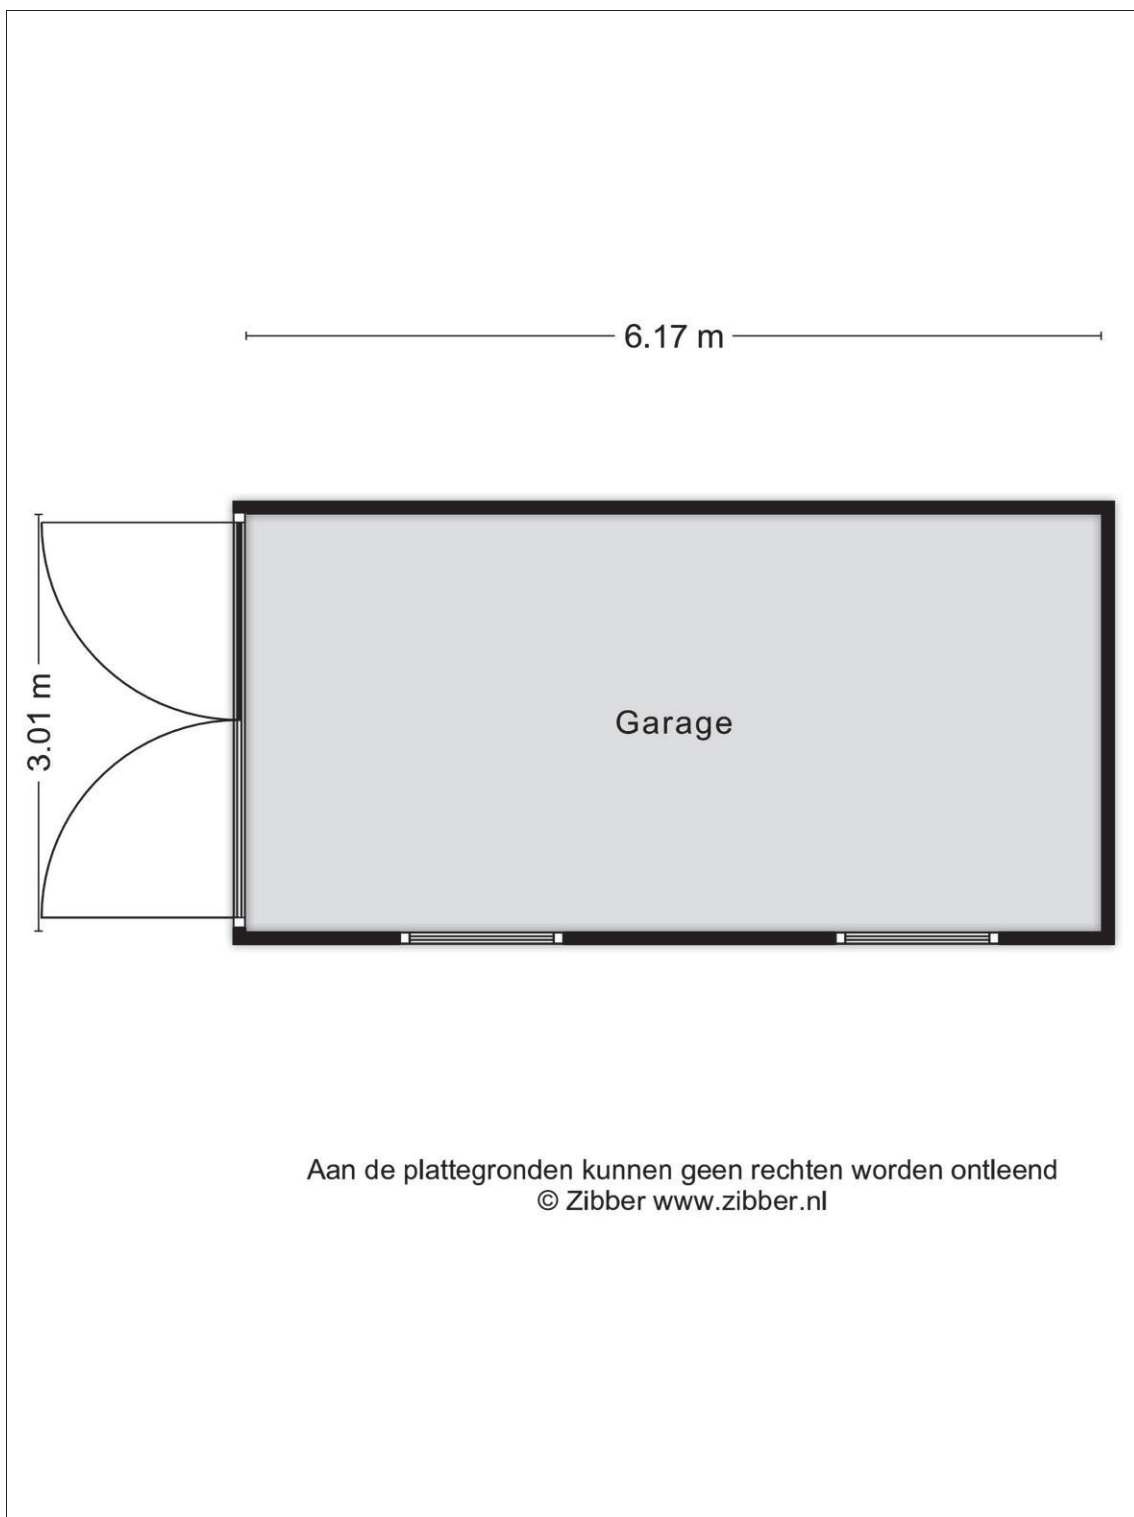 6.17 m
3.01 m
Garage
Aan de plattegronden kunnen geen rechten worden ontleend
© Zibber www.zibber.nl